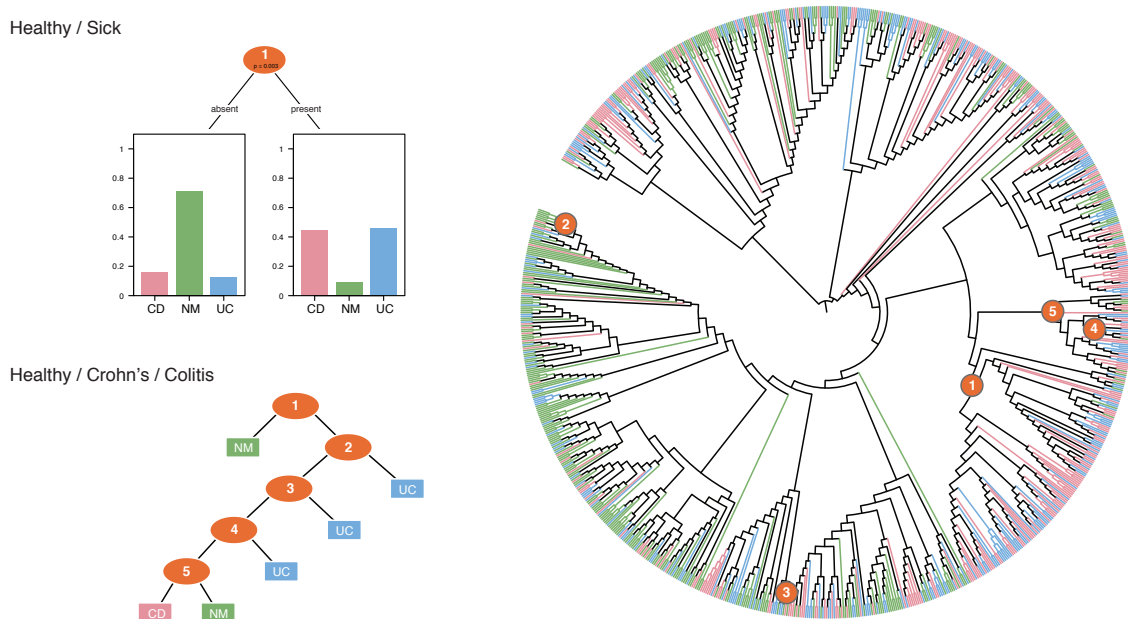 Healthy / Sick
1
p = 0.003
absent
present
1
0.8
0.6
0.4
0.2
0
CD NM UC
1
0.8
0.6
0.4
0.2
0
CD NM UC
Healthy / Crohn's / Colitis
1
NM
2
UC
3
UC
4
UC
5
CD
NM
2
5
4
1
3